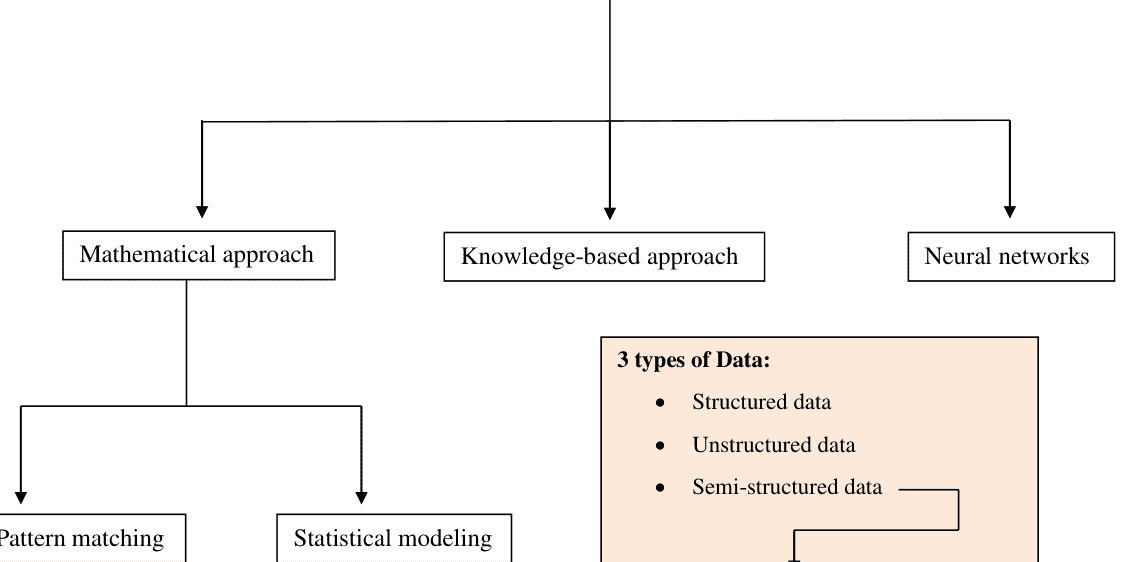 Mathematical approach
Knowledge-based approach
Neural networks
3 types of Data:
• Structured data
• Unstructured data
• Semi-structured data
Pattern matching
Statistical modeling